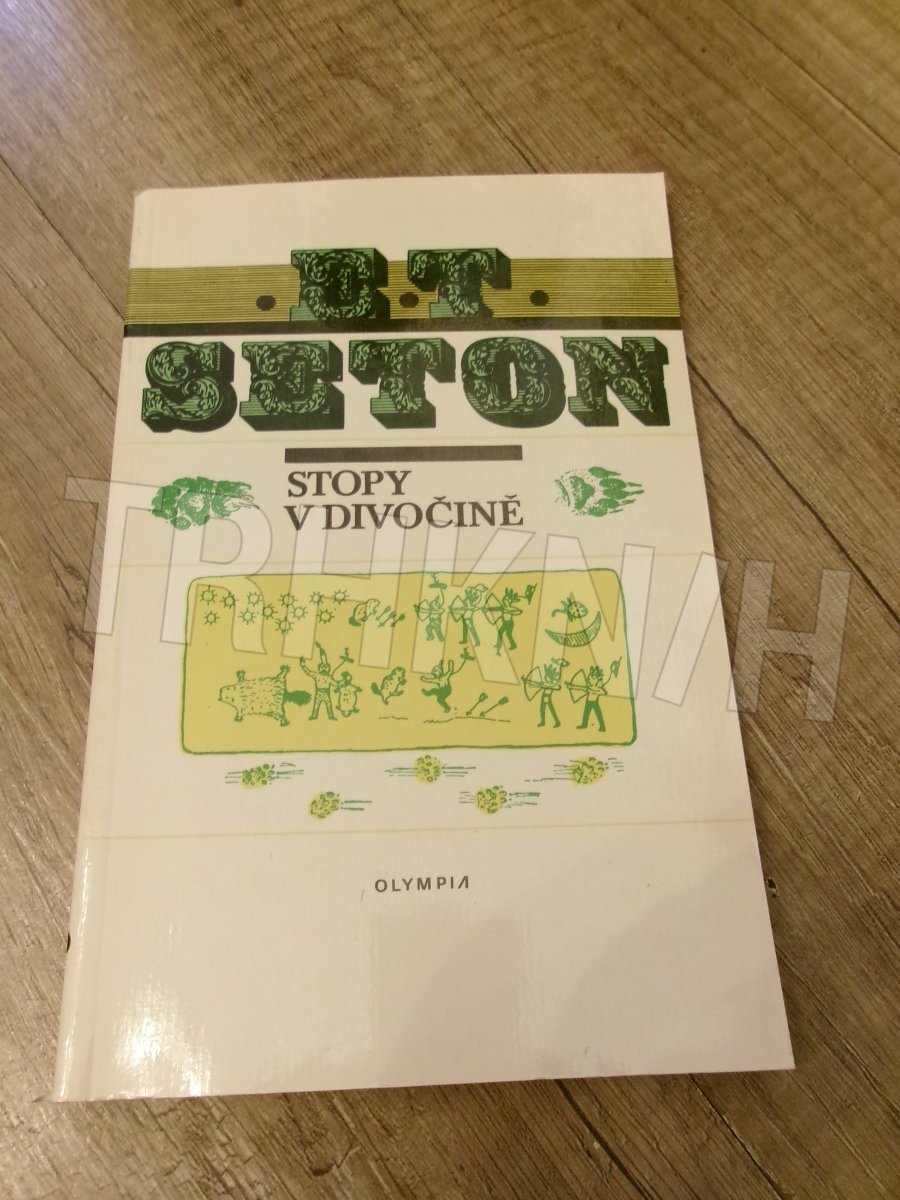 E.T.
SETON
STOPY
V DIVOČINĚ
TRHKNIH
OLYMPIA